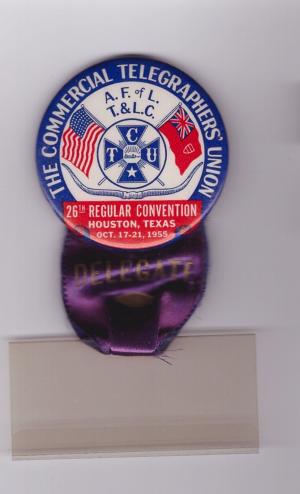 THE COMMERCIAL TELEGRAPHERS' UNION
A. F. of L.
T. & L. C.
C
T U
26TH REGULAR CONVENTION
HOUSTON, TEXAS
OCT. 17-21, 1955
DELEGATE